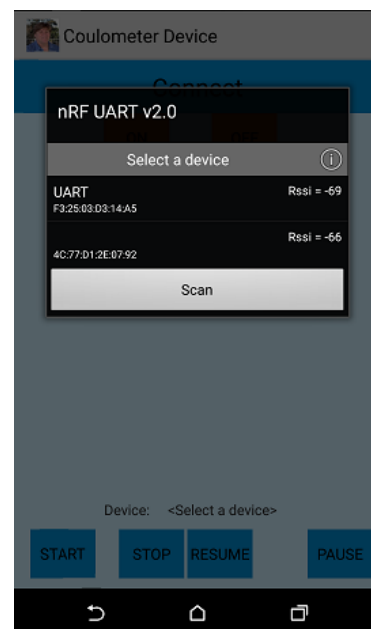 Coulometer Device
Connect
nRF UART v2.0
Select a device
UART
Rssi = -69
F3:25:03:D3:14:A5
Rssi = -66
4C:77:D1:2E:07:92
Scan
Device: <Select a device>
START STOP RESUME PAUSE